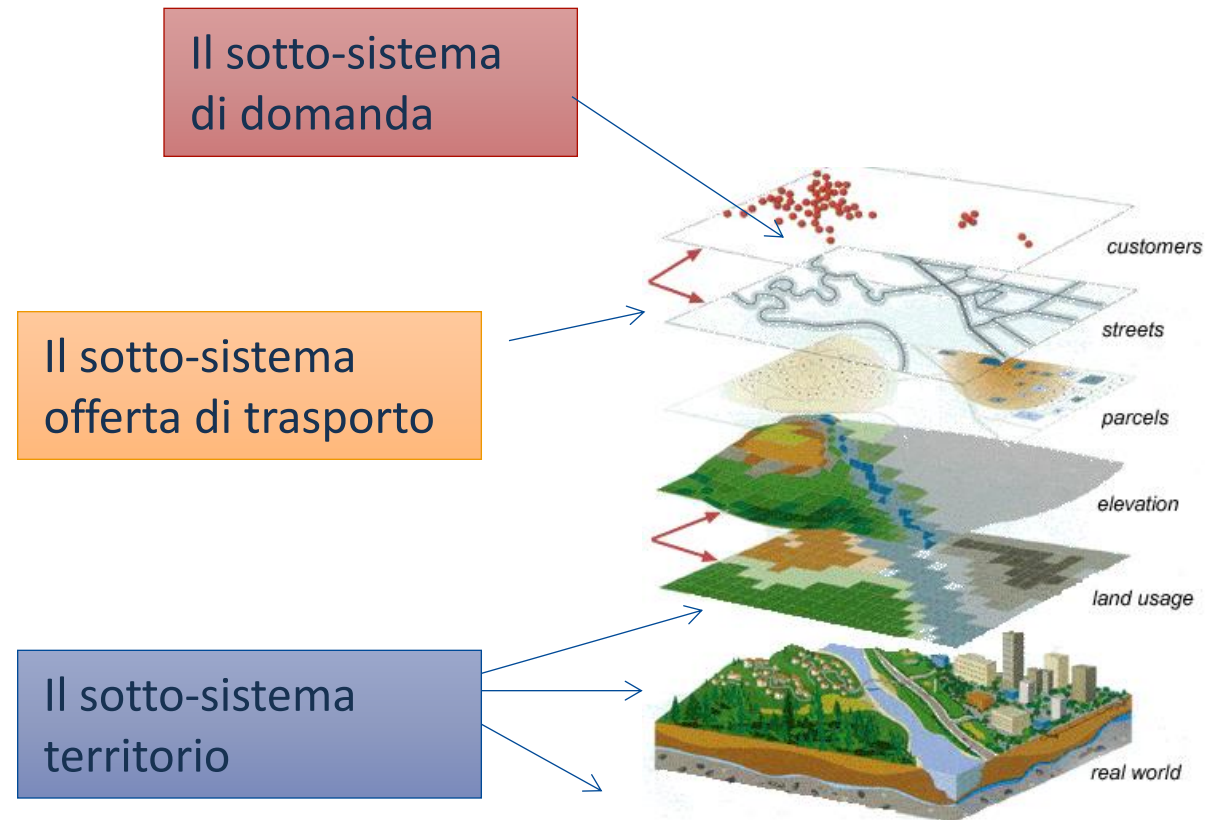 Il sotto-sistema
di domanda
customers
streets
Il sotto-sistema
offerta di trasporto
parcels
elevation
land usage
Il sotto-sistema
territorio
real world